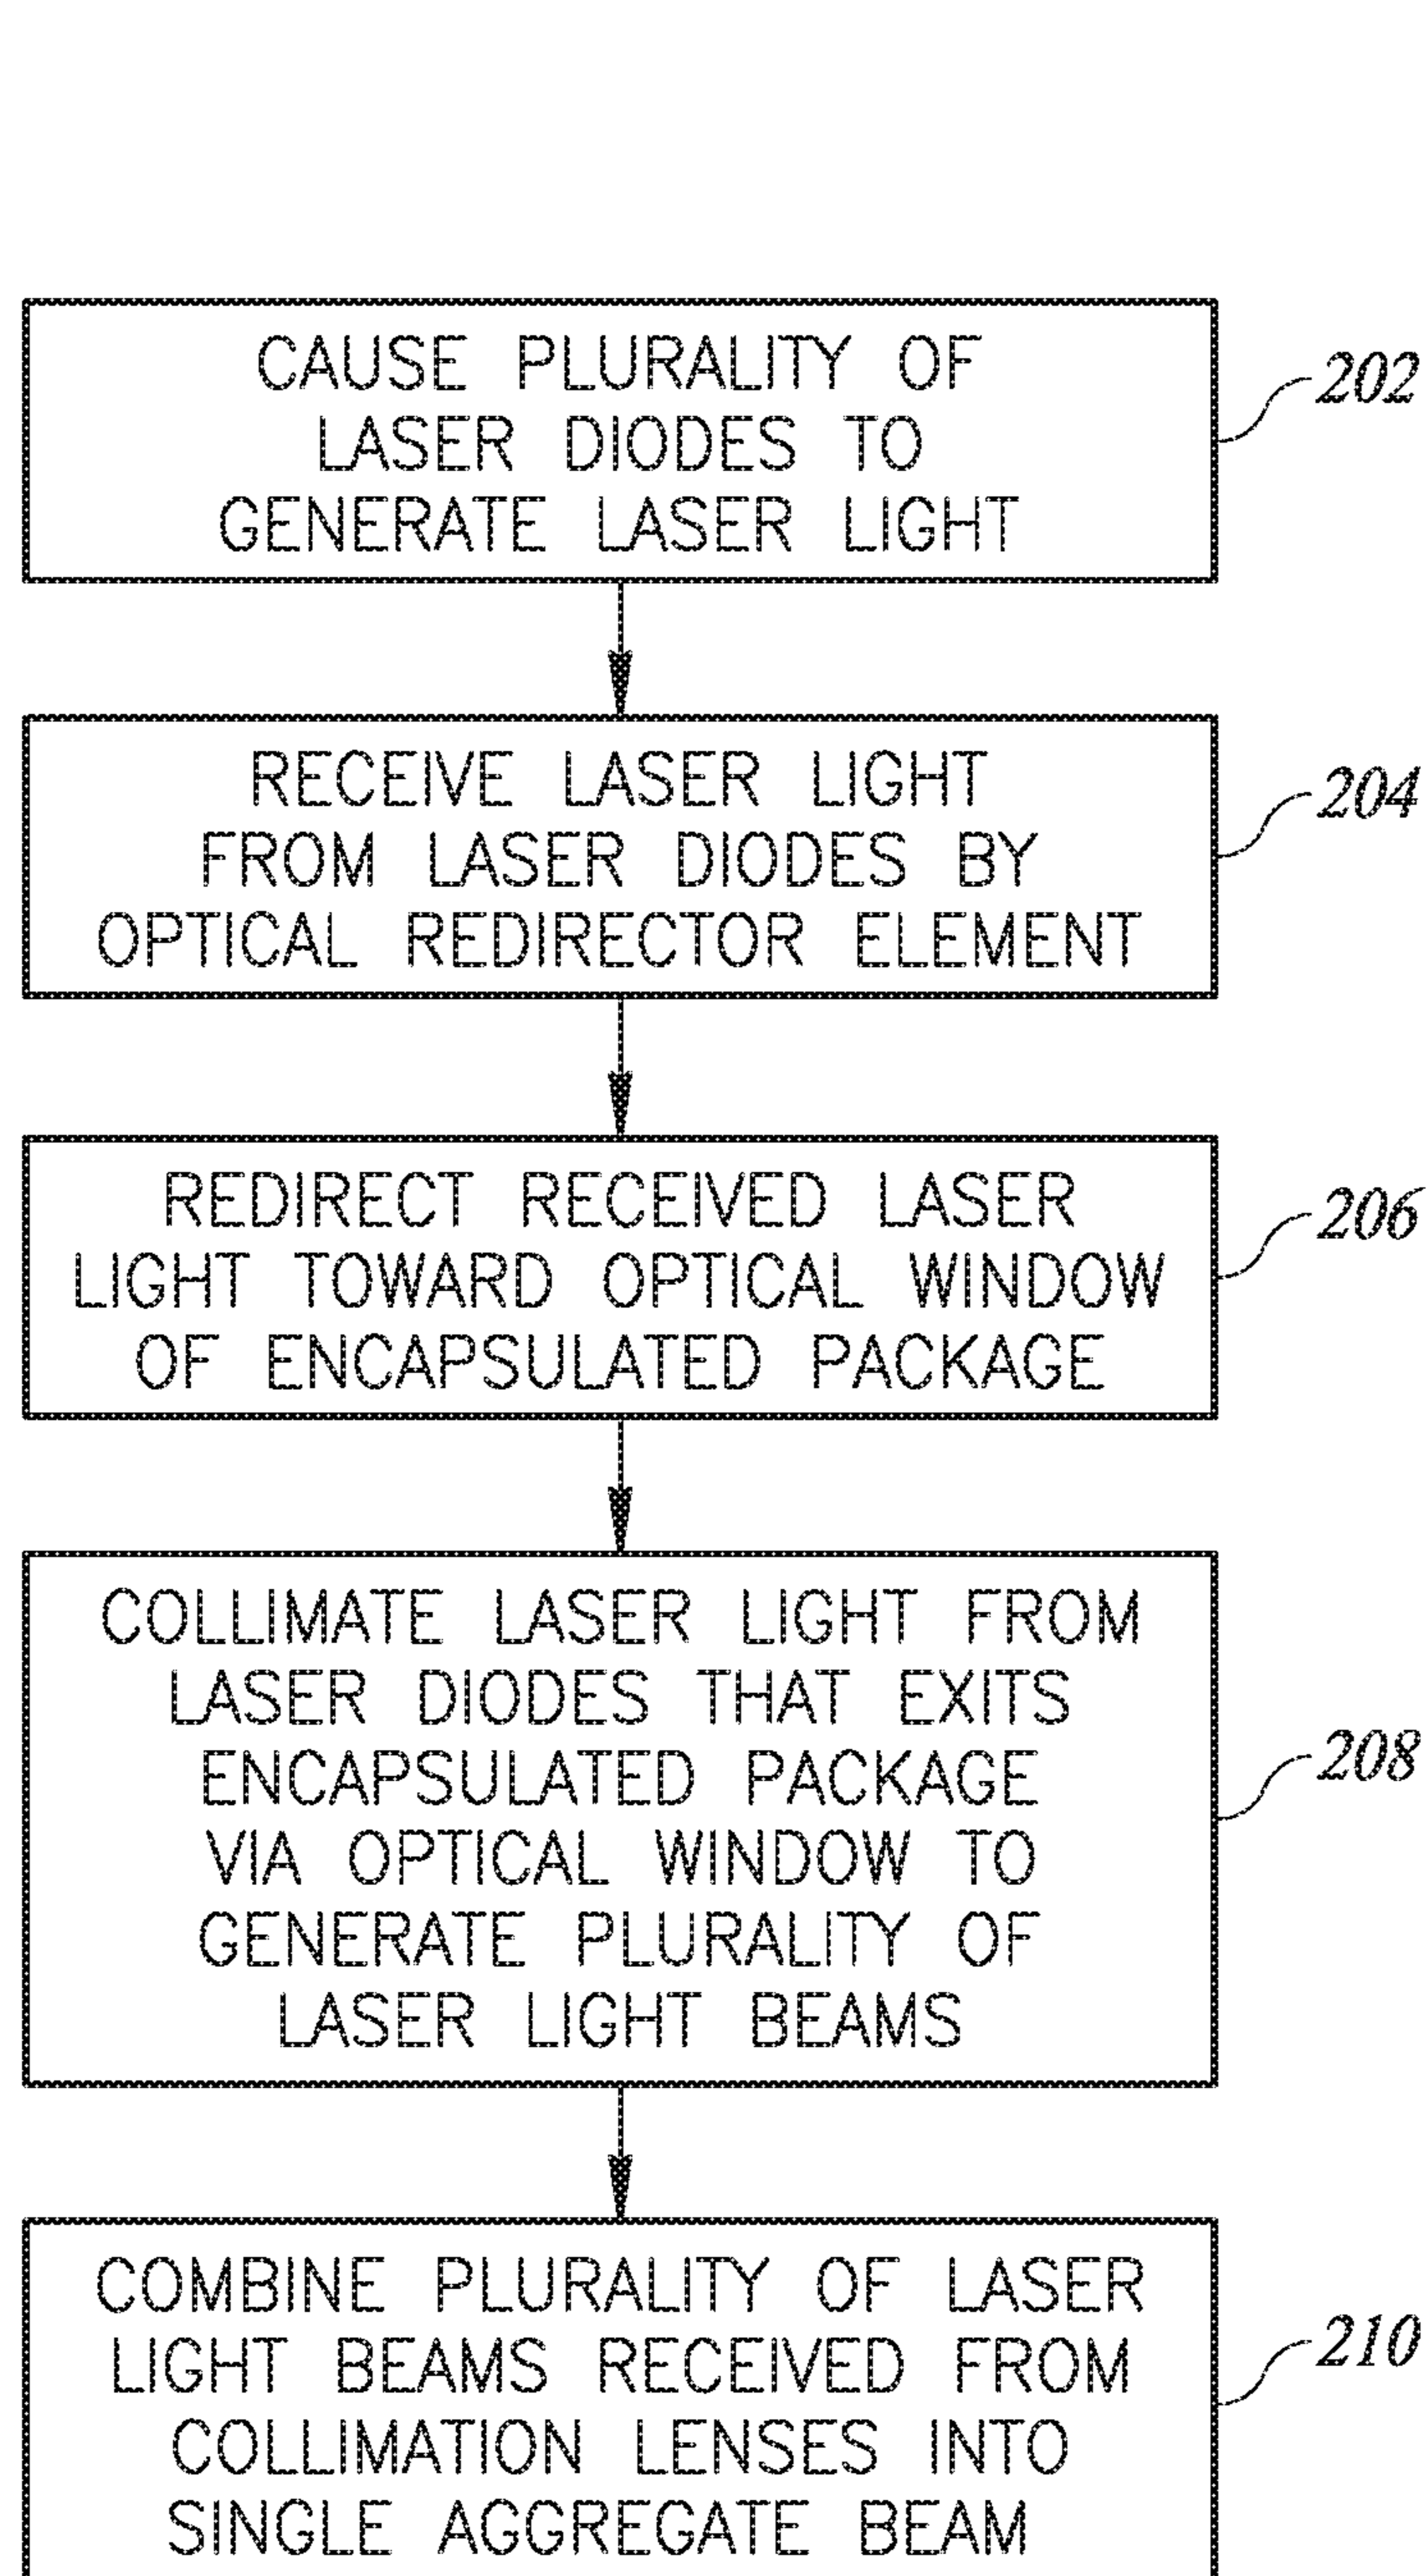 CAUSE PLURALITY OF
LASER DIODES TO
GENERATE LASER LIGHT
202
RECEIVE LASER LIGHT
FROM LASER DIODES BY
OPTICAL REDIRECTOR ELEMENT
204
REDIRECT RECEIVED LASER
LIGHT TOWARD OPTICAL WINDOW
OF ENCAPSULATED PACKAGE
206
COLLIMATE LASER LIGHT FROM
LASER DIODES THAT EXITS
ENCAPSULATED PACKAGE
VIA OPTICAL WINDOW TO
GENERATE PLURALITY OF
LASER LIGHT BEAMS
208
COMBINE PLURALITY OF LASER
LIGHT BEAMS RECEIVED FROM
COLLIMATION LENSES INTO
SINGLE AGGREGATE BEAM
210